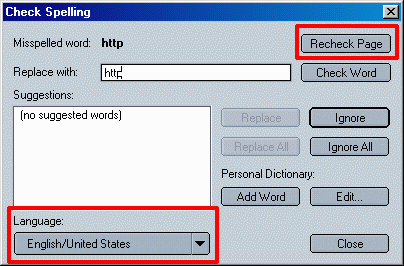 Check Spelling
Misspelled word: http
Recheck Page
Replace with: http
Check Word
Suggestions:
(no suggested words)
Replace
Ignore
Replace All
Ignore All
Personal Dictionary:
Add Word
Edit...
Language:
English/United States
Close